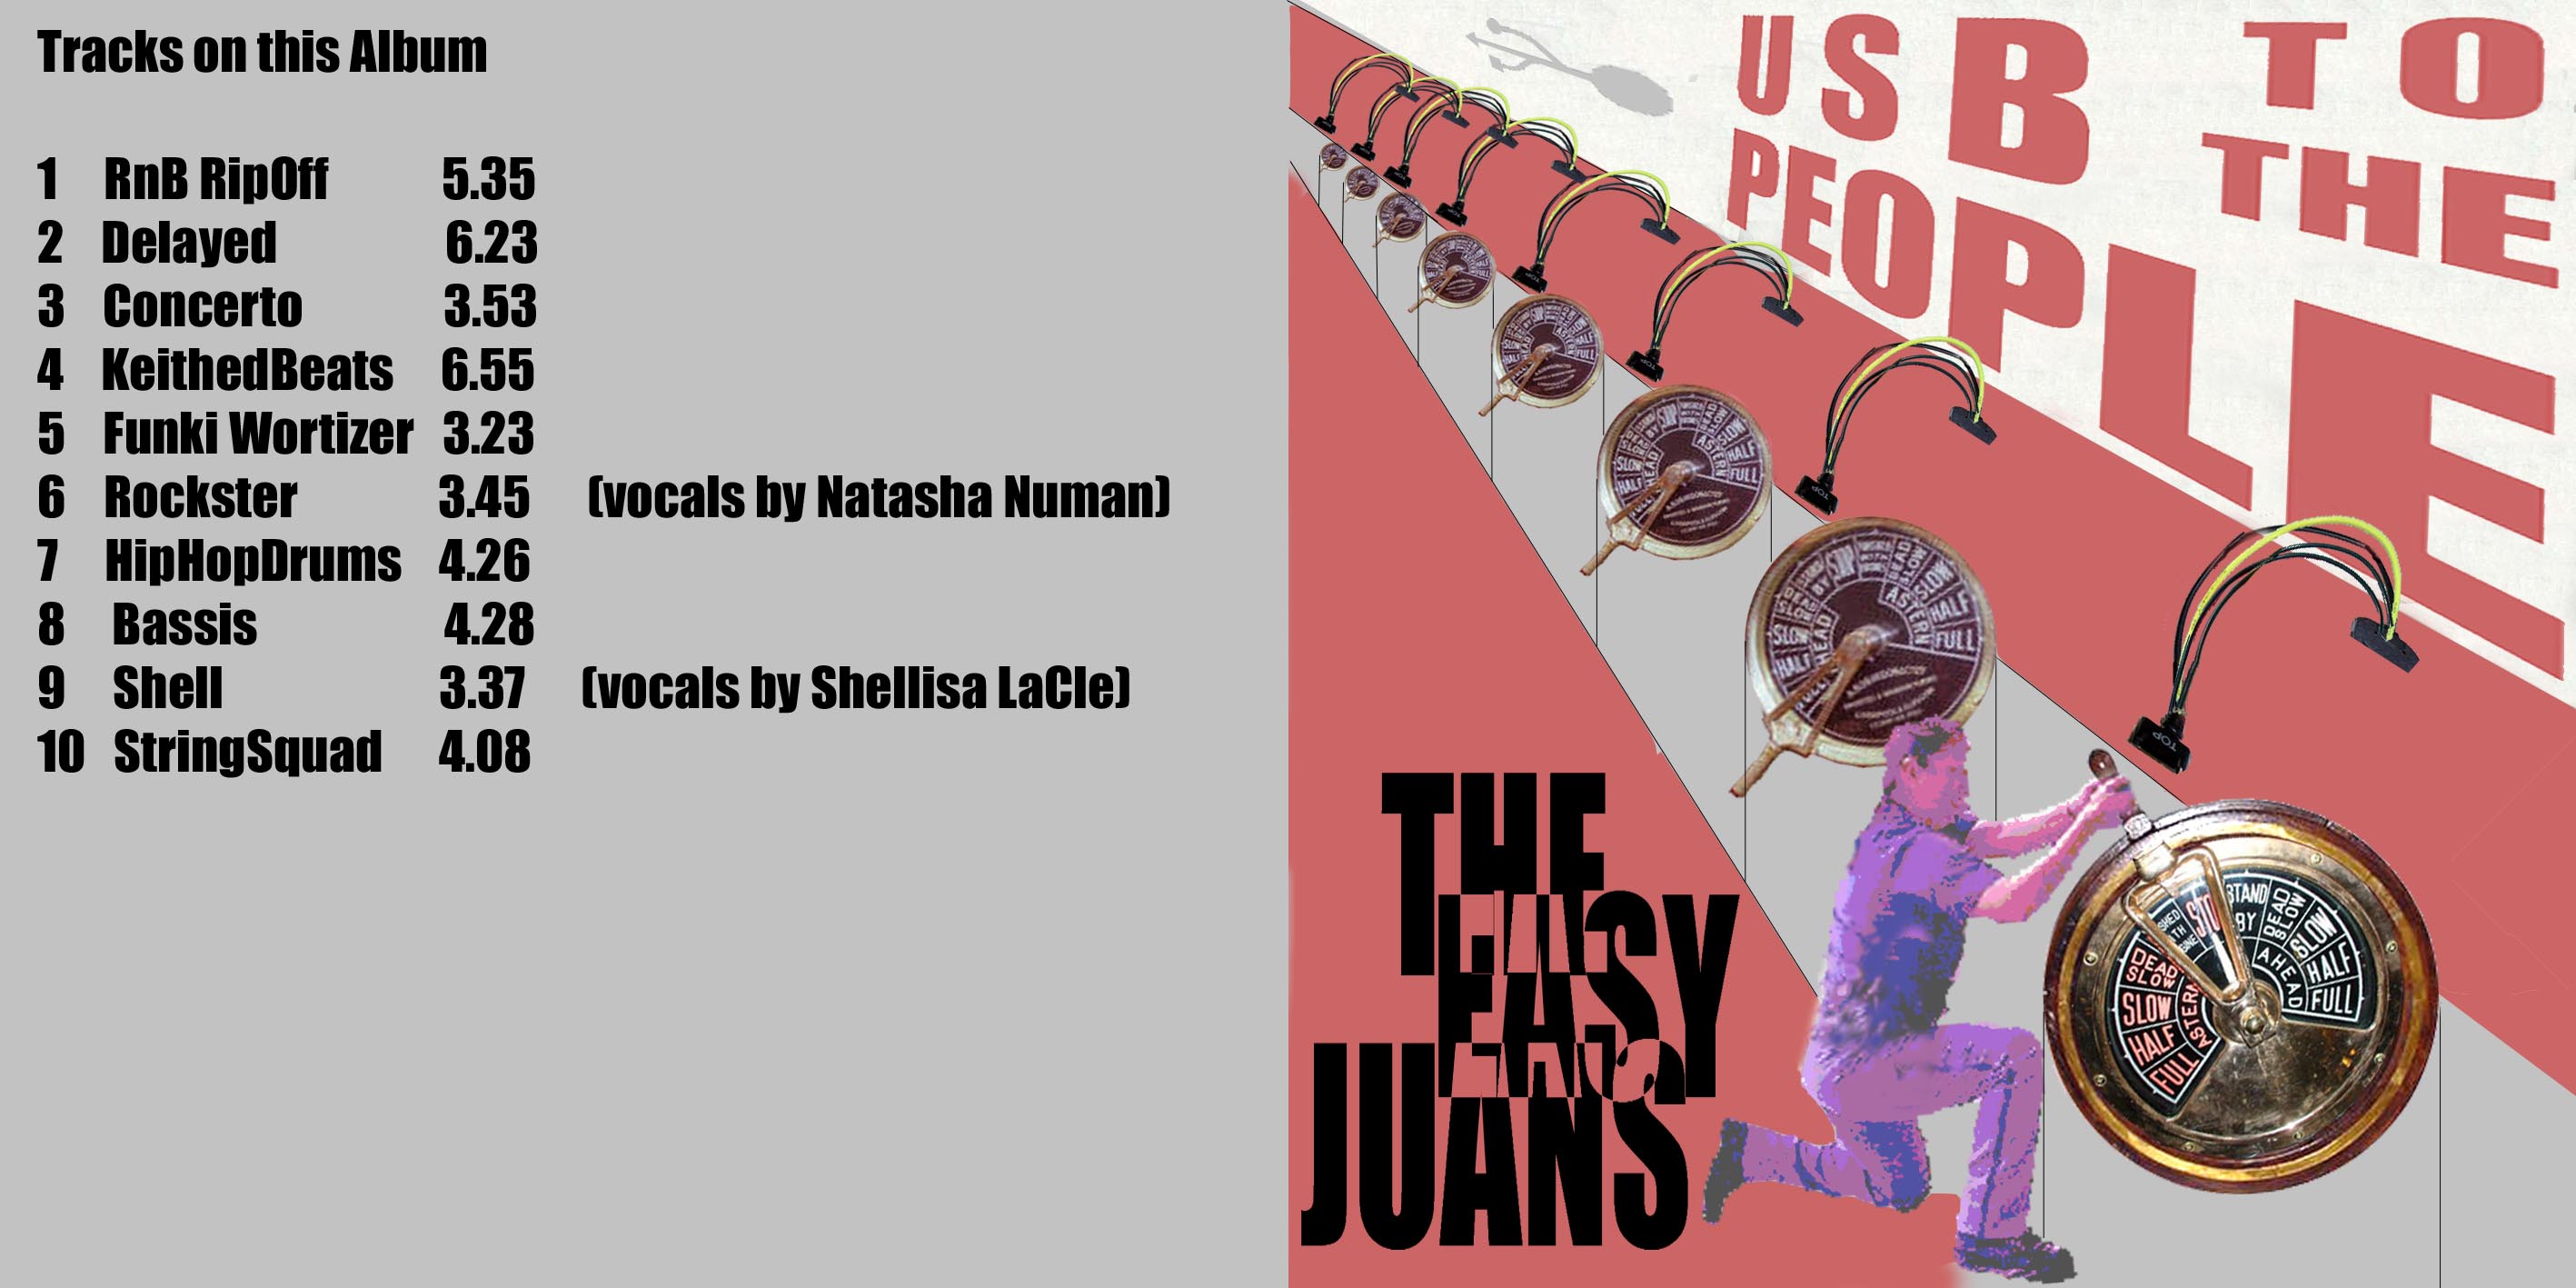 Tracks on this Album
1 RnB RipOff 5.35
2 Delayed 6.23
3 Concerto 3.53
4 KeithedBeats 6.55
5 Funki Wortizer 3.23
6 Rockster 3.45 (vocals by Natasha Numan)
7 HipHopDrums 4.26
8 Bassis 4.28
9 Shell 3.37 (vocals by Shellisa LaCle)
10 StringSquad 4.08
USB TO
PEOPLE THE
THE
EASY
JUANS
TOP
STAND BY
DEAD SLOW
SLOW
HALF
FULL
AHEAD
DEAD SLOW
SLOW
HALF
FULL
ASTERN